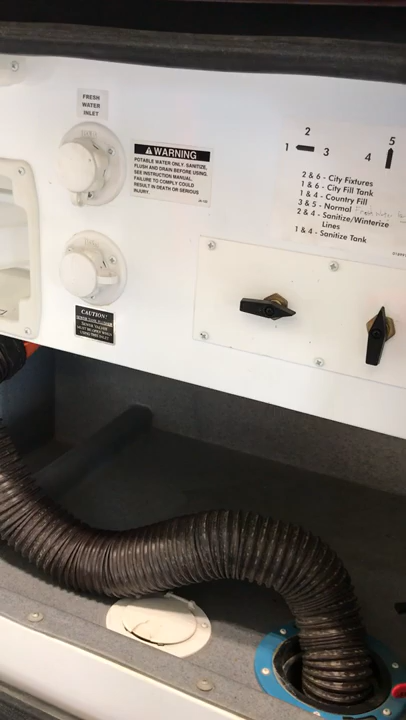 FRESH
WATER
INLET
WARNING
POTABLE WATER ONLY. SANITIZE,
FLUSH AND DRAIN BEFORE USING.
SEE INSTRUCTION MANUAL.
FAILURE TO COMPLY COULD
RESULT IN DEATH OR SERIOUS
INJURY.
CAUTION!
2
1 3
5
4
2 & 6 - City Fixtures
1 & 6 - City Fill Tank
1 & 4 - Country Fill
3 & 5 - Normal Fresh Water
2 & 4 - Sanitize/Winterize
Lines
1 & 4 - Sanitize Tank